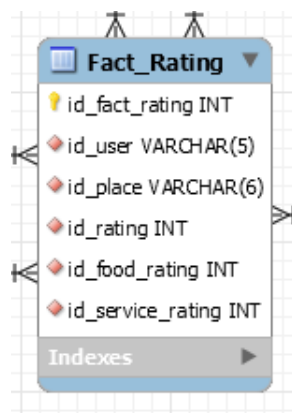 Fact_Rating
id_fact_rating INT
id_user VARCHAR(5)
id_place VARCHAR(6)
id_rating INT
id_food_rating INT
id_service_rating INT
Indexes